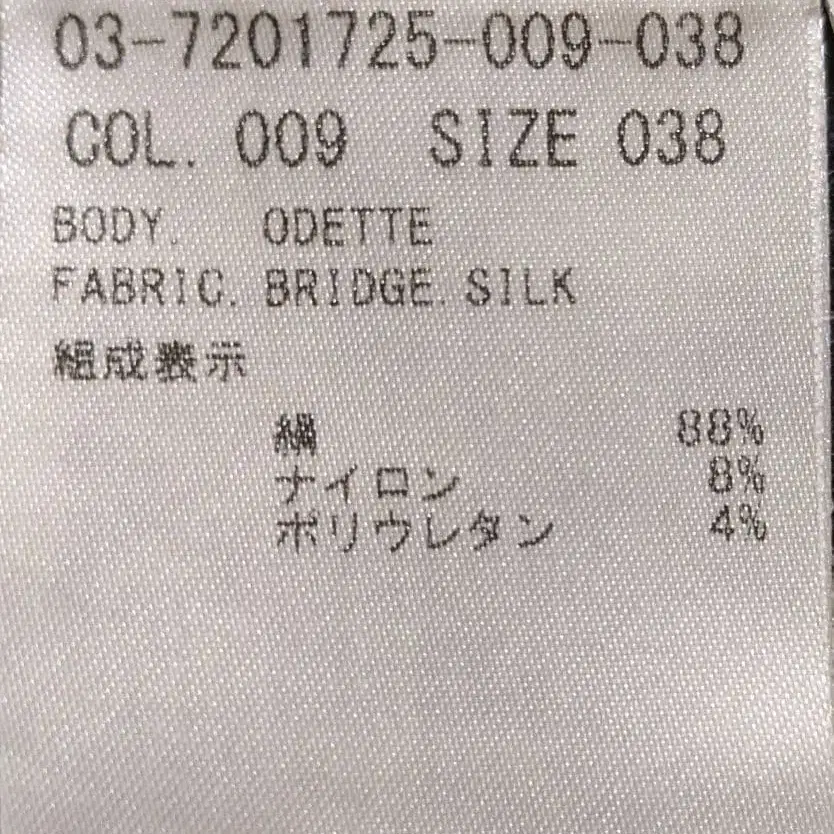 03-7201725-009-038
COL. 009 SIZE 038
BODY. ODETTE
FABRIC. BRIDGE. SILK
組成表示
絹 88%
ナイロン 8%
ポリウレタン 4%